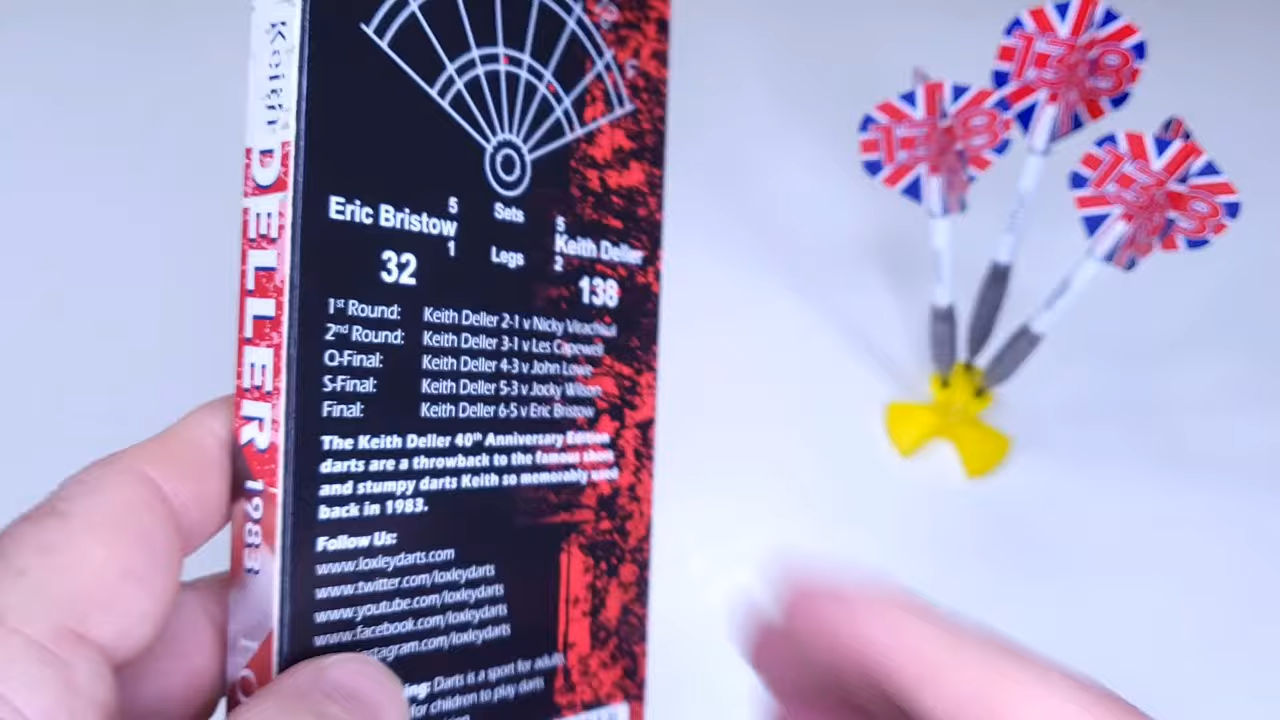 Keith DELLER 1983
Eric Bristow 5 Sets 5 Keith Deller
1 Legs 2
32 138
1st Round: Keith Deller 2-1 v Nicky Virachkul
2nd Round: Keith Deller 3-1 v Les Capewell
Q-Final: Keith Deller 4-3 v John Lowe
S-Final: Keith Deller 5-3 v Jocky Wilson
Final: Keith Deller 6-5 v Eric Bristow
The Keith Deller 40th Anniversary Edition
darts are a throwback to the famous short
and stumpy darts Keith so memorably used
back in 1983.
Follow Us:
www.loxleydarts.com
www.twitter.com/loxleydarts
www.youtube.com/loxleydarts
www.facebook.com/loxleydarts
instagram.com/loxleydarts
Darts is a sport for adults
for children to play darts
138
138
138